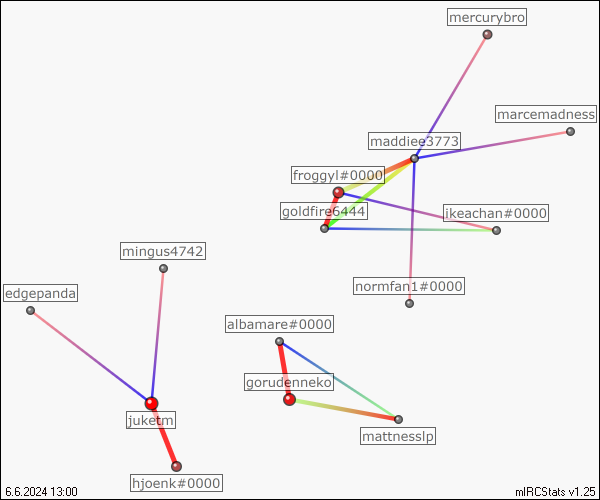 mercurybro
marcemadness
maddiee3773
froggyl#0000
goldfire6444
ikeachan#0000
mingus4742
edgepanda
normfan1#0000
albamare#0000
gorudenneko
juketm
mattnesslp
hjoenk#0000
6.6.2024 13:00
mIRCStats v1.25